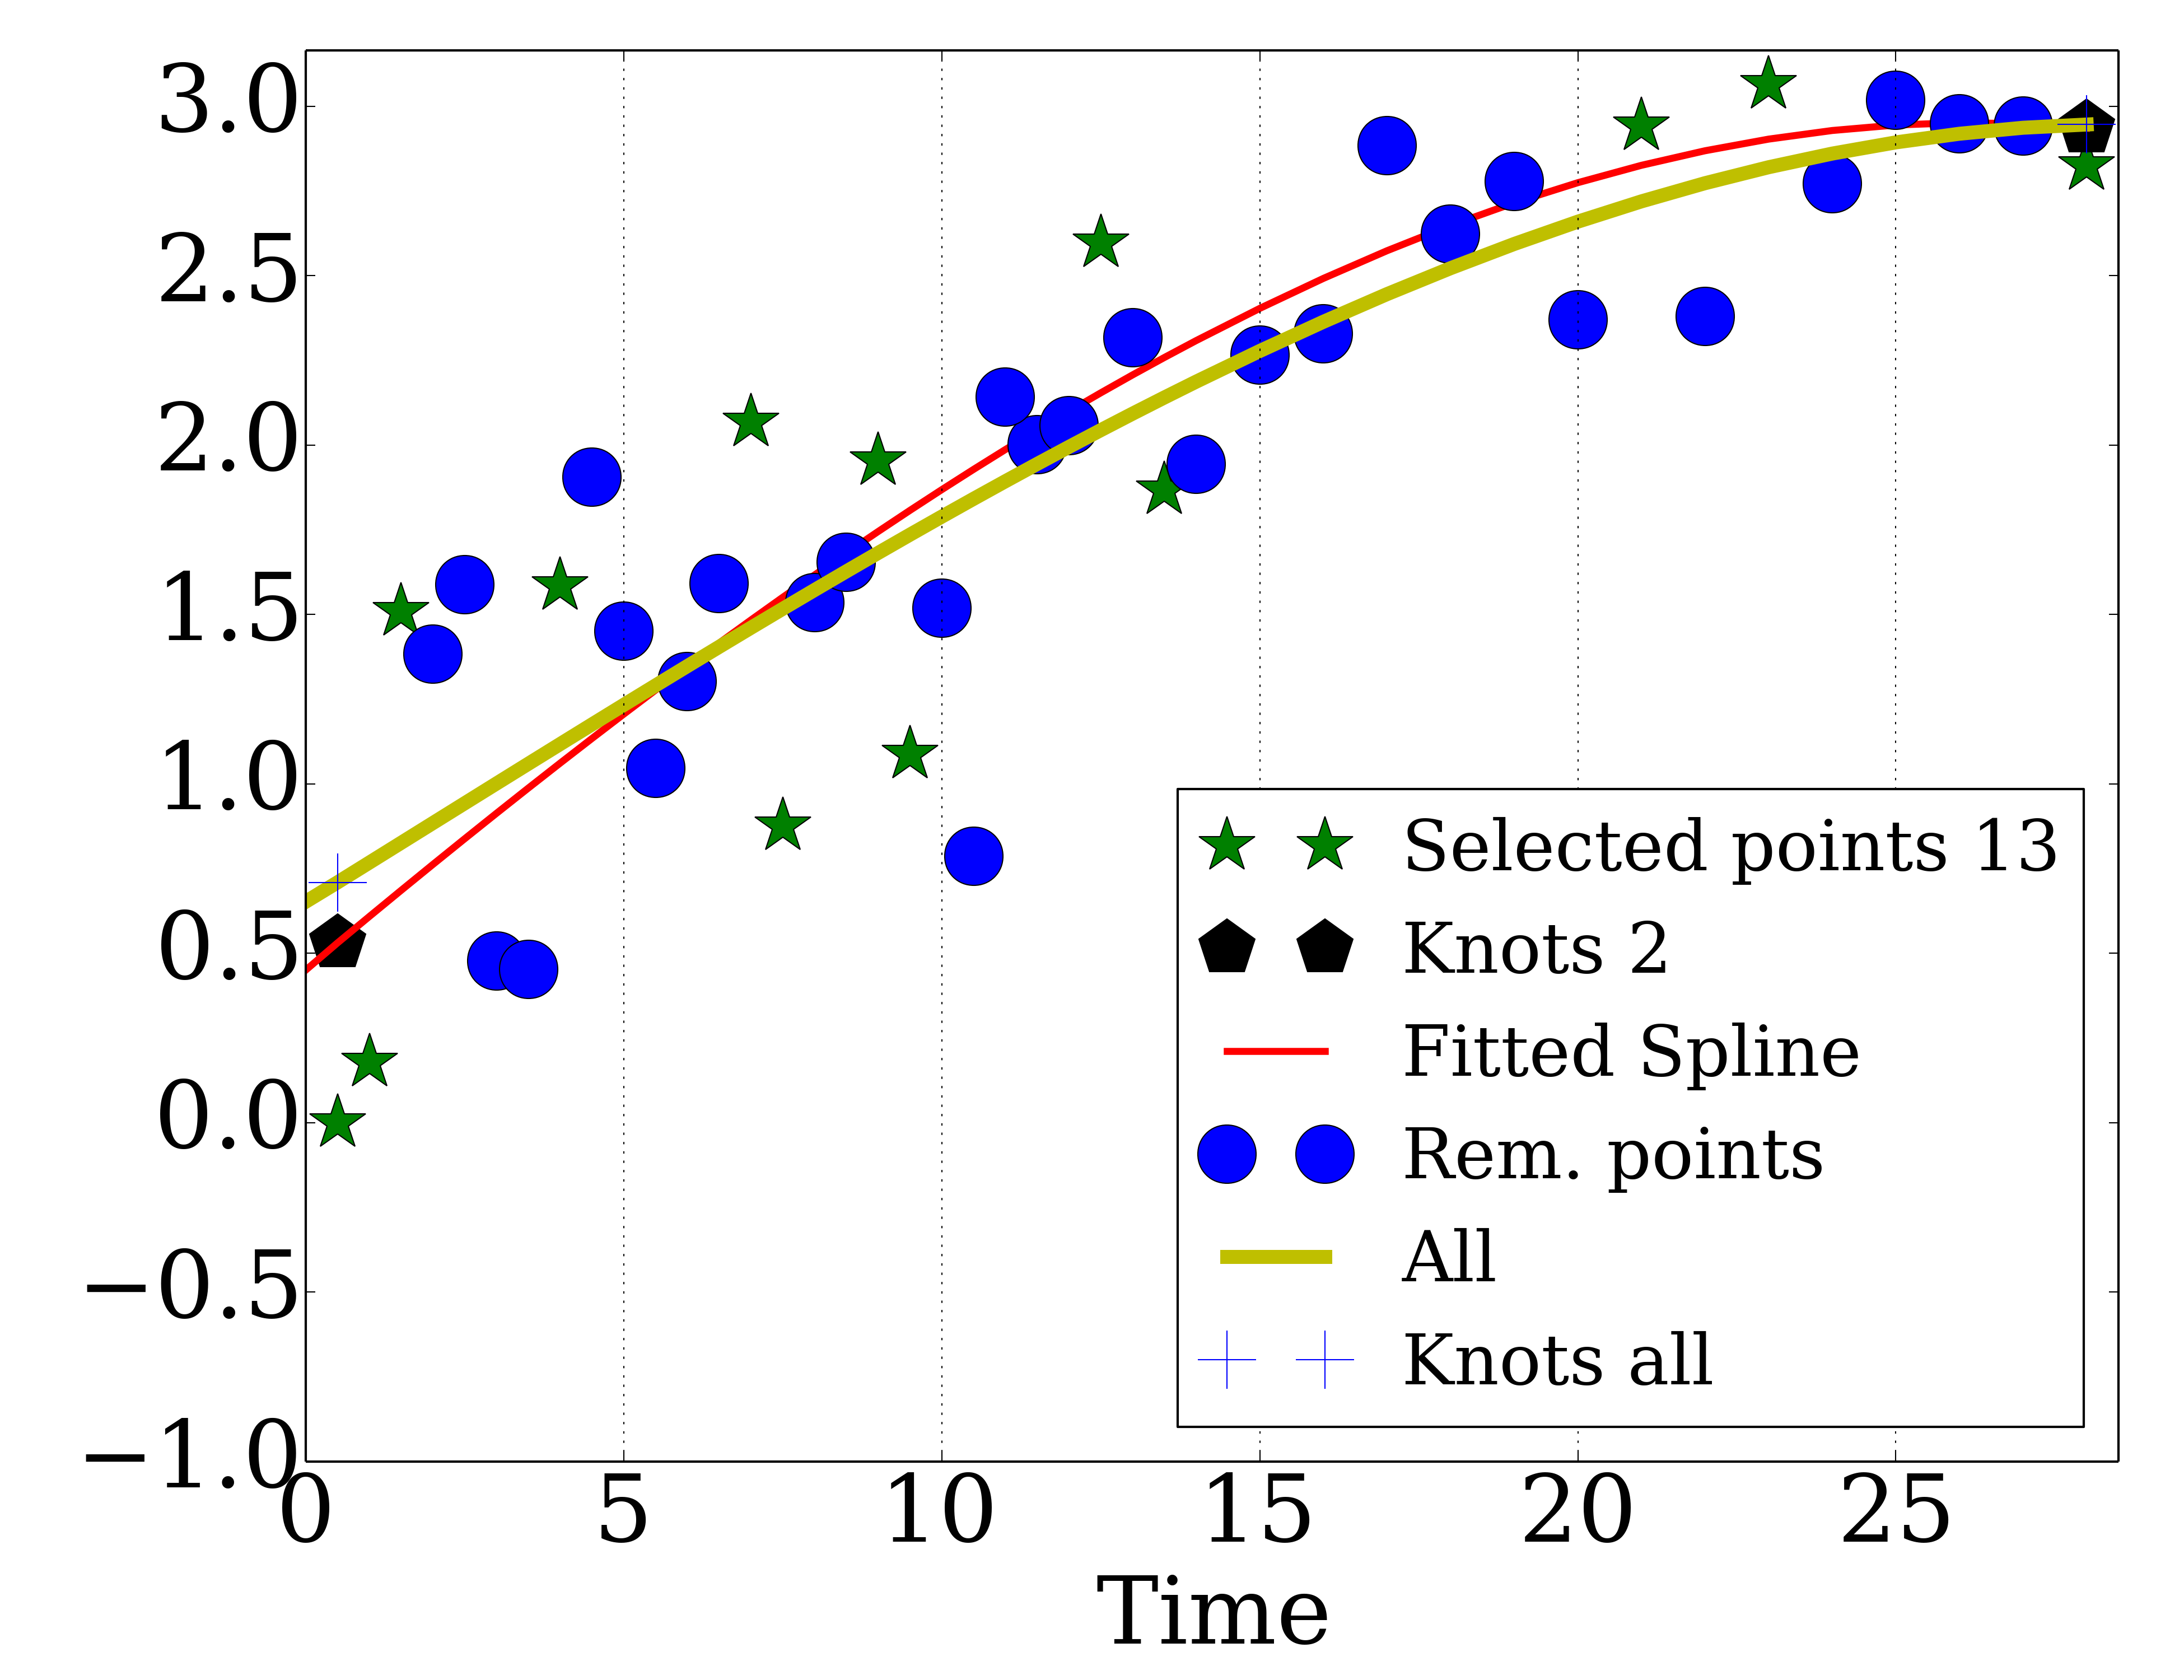 3.0
2.5
2.0
1.5
1.0
0.5
0.0
−0.5
−1.0
0 5 10 15 20 25
Time
Selected points 13
Knots 2
Fitted Spline
Rem. points
All
Knots all